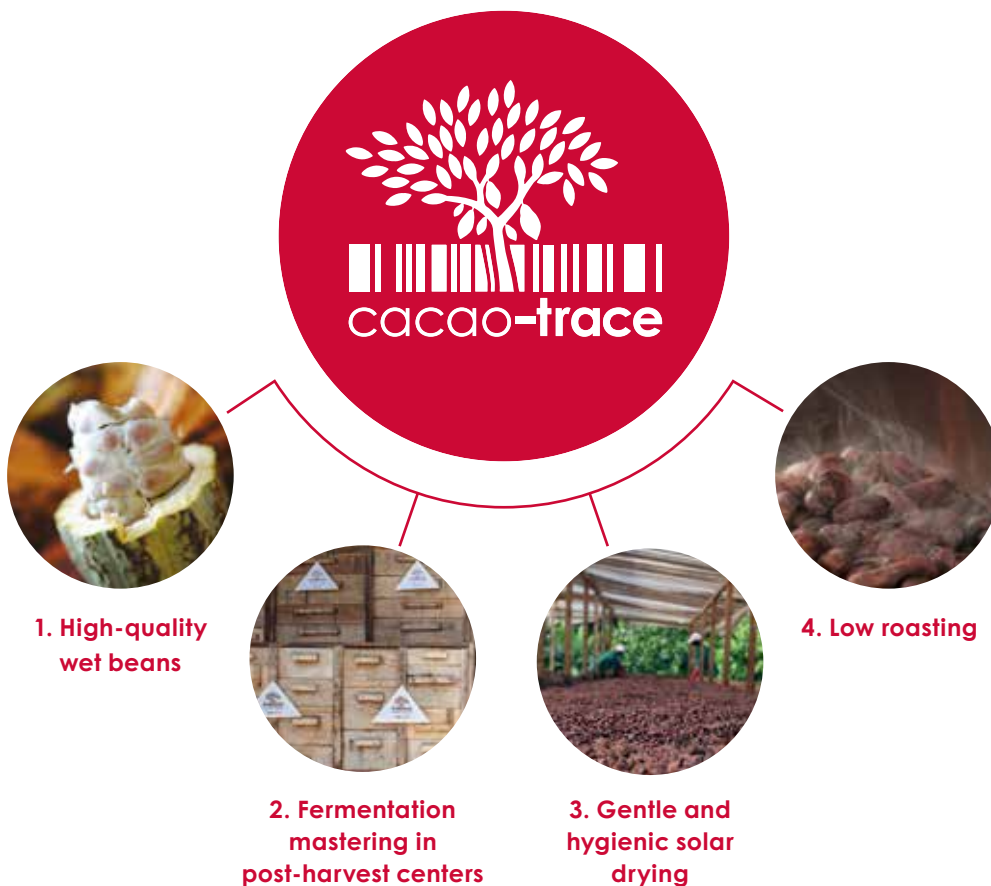 cacao-trace
1. High-quality
wet beans
2. Fermentation
mastering in
post-harvest centers
3. Gentle and
hygienic solar
drying
4. Low roasting